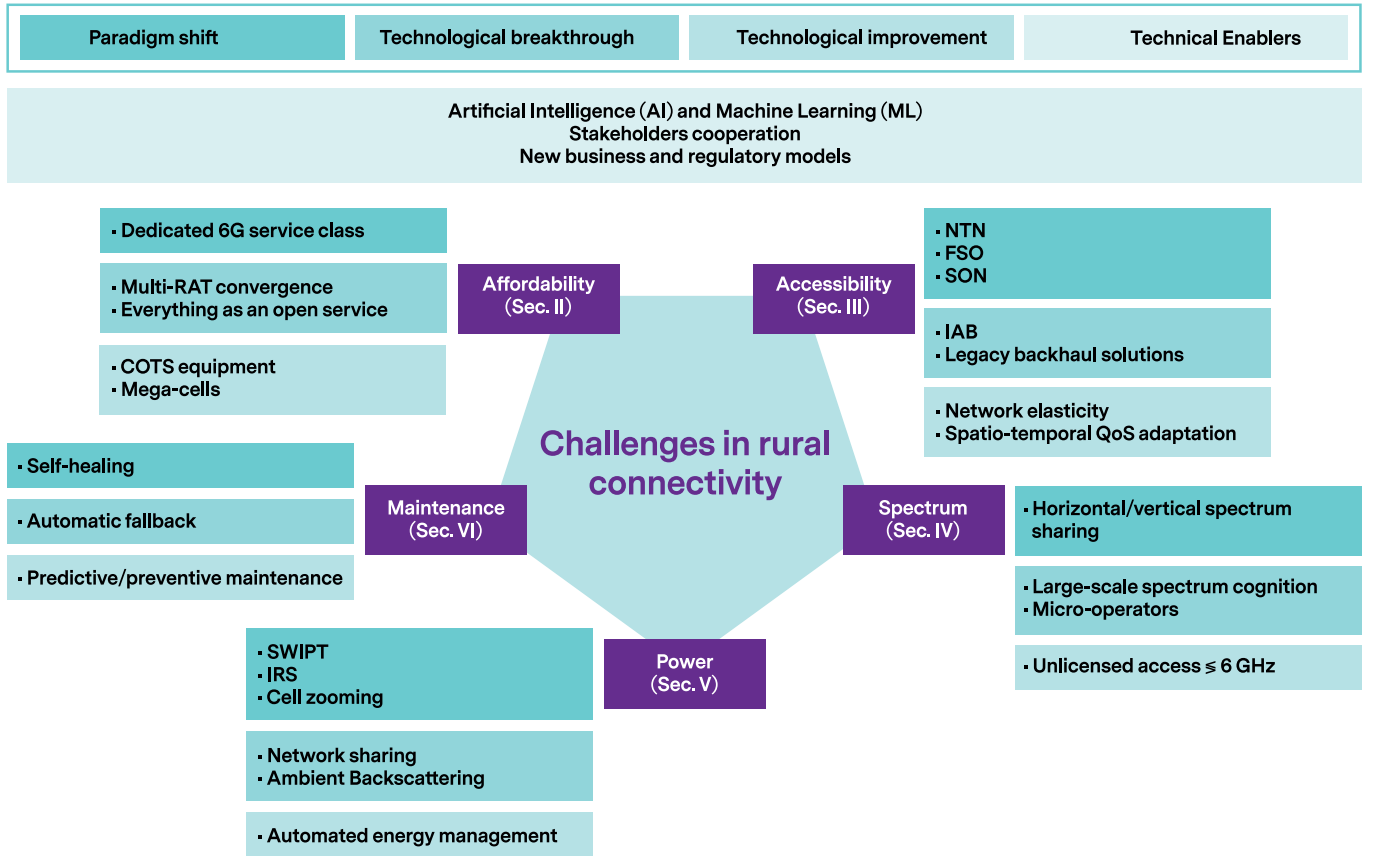 Paradigm shift
Technological breakthrough
Technological improvement
Technical Enablers
Artificial Intelligence (AI) and Machine Learning (ML)
Stakeholders cooperation
New business and regulatory models
· Dedicated 6G service class
· Multi-RAT convergence
· Everything as an open service
· COTS equipment
· Mega-cells
Affordability
(Sec. II)
Accessibility
(Sec. III)
· NTN
· FSO
· SON
· IAB
· Legacy backhaul solutions
· Network elasticity
· Spatio-temporal QoS adaptation
Challenges in rural
connectivity
· Self-healing
· Automatic fallback
· Predictive/preventive maintenance
Maintenance
(Sec. VI)
Spectrum
(Sec. IV)
· Horizontal/vertical spectrum
sharing
· Large-scale spectrum cognition
· Micro-operators
· Unlicensed access ≤ 6 GHz
· SWIPT
· IRS
· Cell zooming
· Network sharing
· Ambient Backscattering
· Automated energy management
Power
(Sec. V)